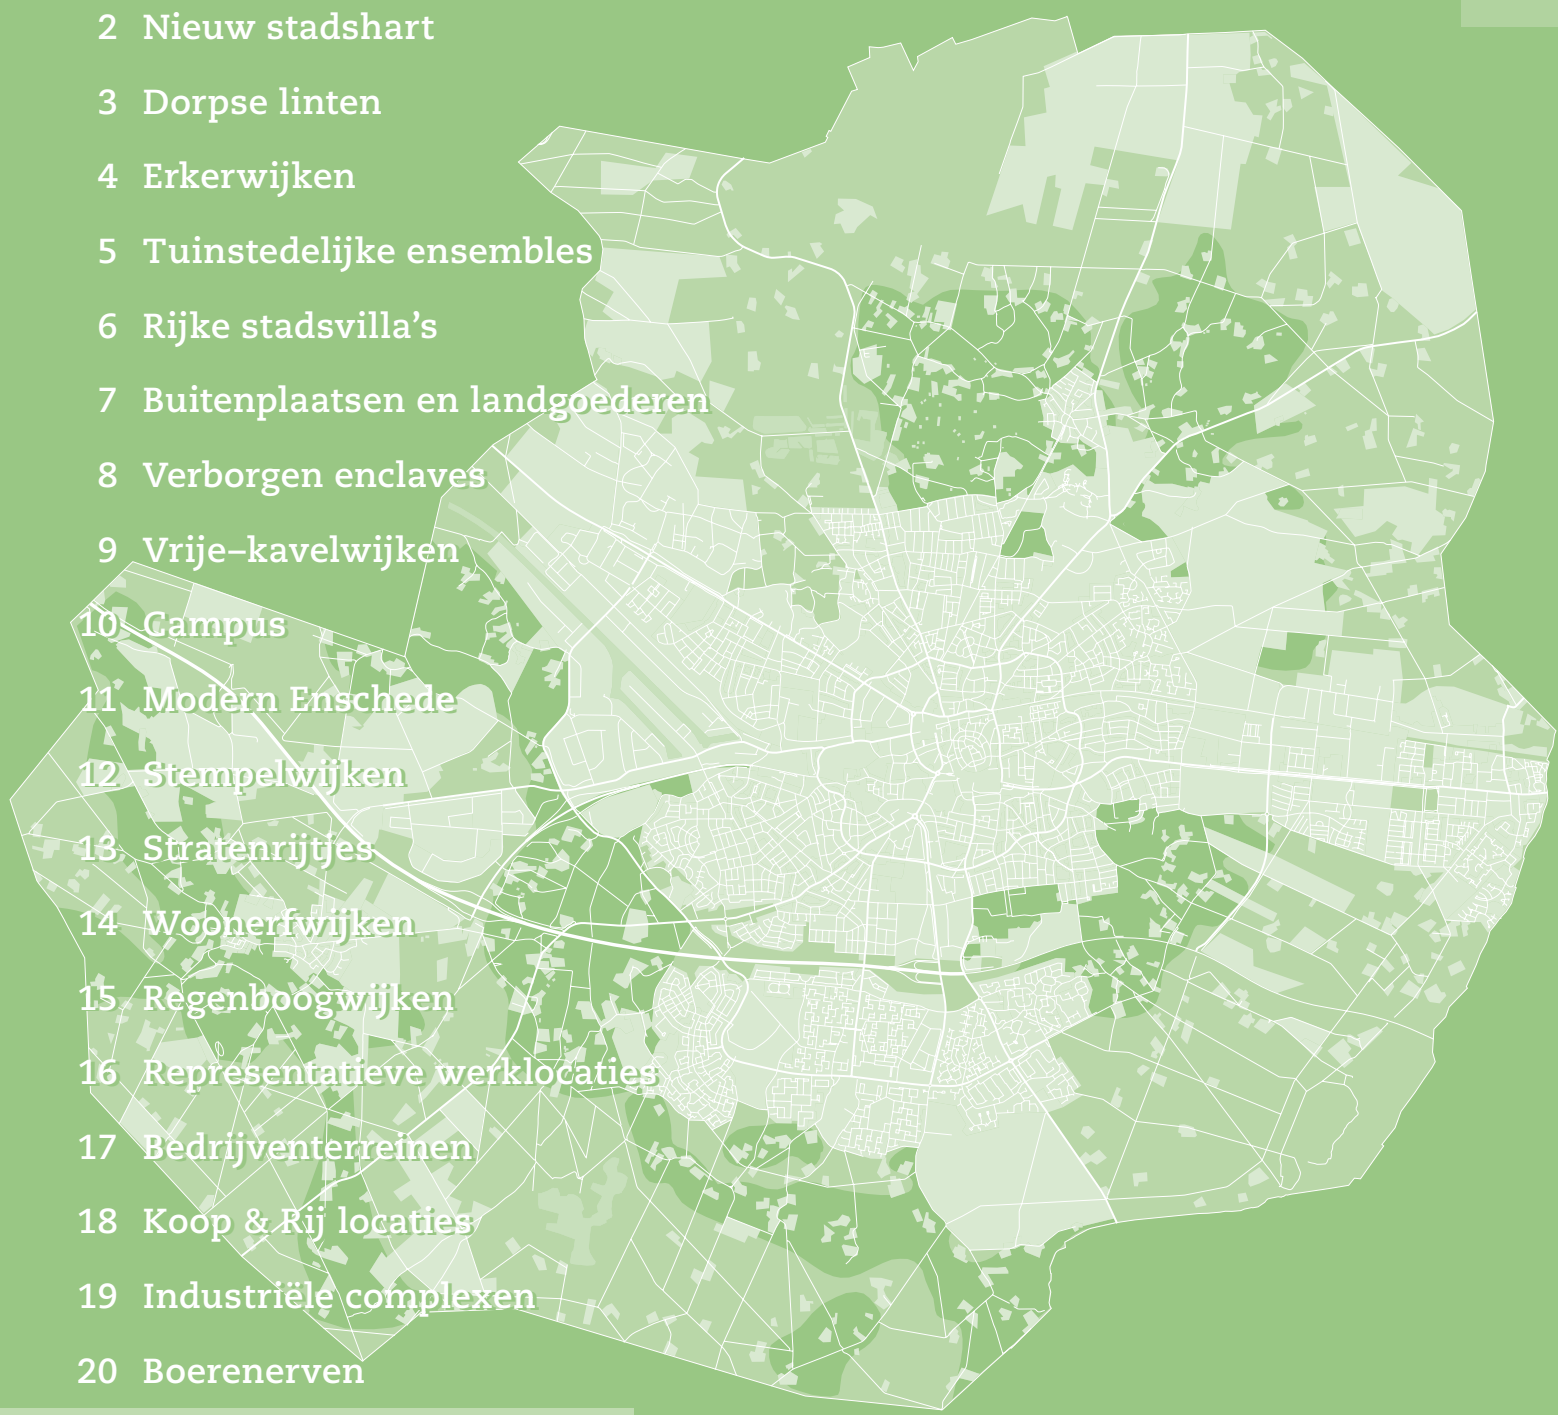 2 Nieuw stadshart
3 Dorpse linten
4 Erkerwijken
5 Tuinstedelijke ensembles
6 Rijke stadsvilla’s
7 Buitenplaatsen en landgoederen
8 Verborgen enclaves
9 Vrije–kavelwijken
10 Campus
11 Modern Enschede
12 Stempelwijken
13 Stratenrijtjes
14 Woonerfwijken
15 Regenboogwijken
16 Representatieve werklocaties
17 Bedrijventerreinen
18 Koop & Rij locaties
19 Industriële complexen
20 Boerenerven